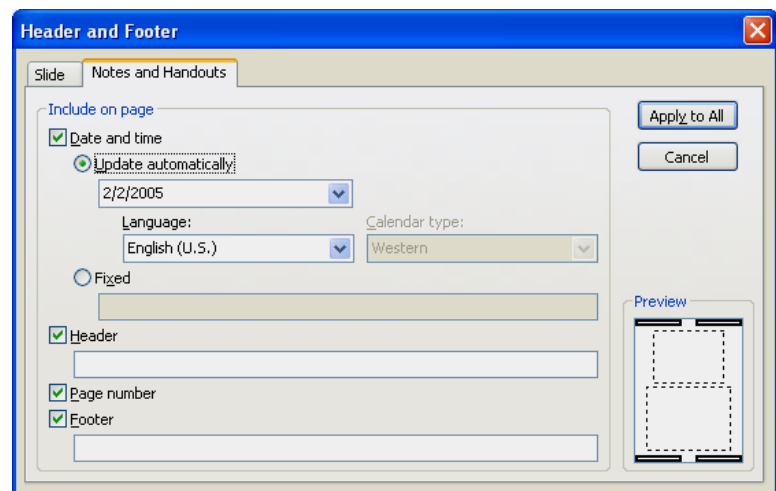 Header and Footer
Slide
Notes and Handouts
Include on page
Date and time
Update automatically
2/2/2005
Language:
Calendar type:
English (U.S.)
Western
Fixed
Header
Page number
Footer
Apply to All
Cancel
Preview